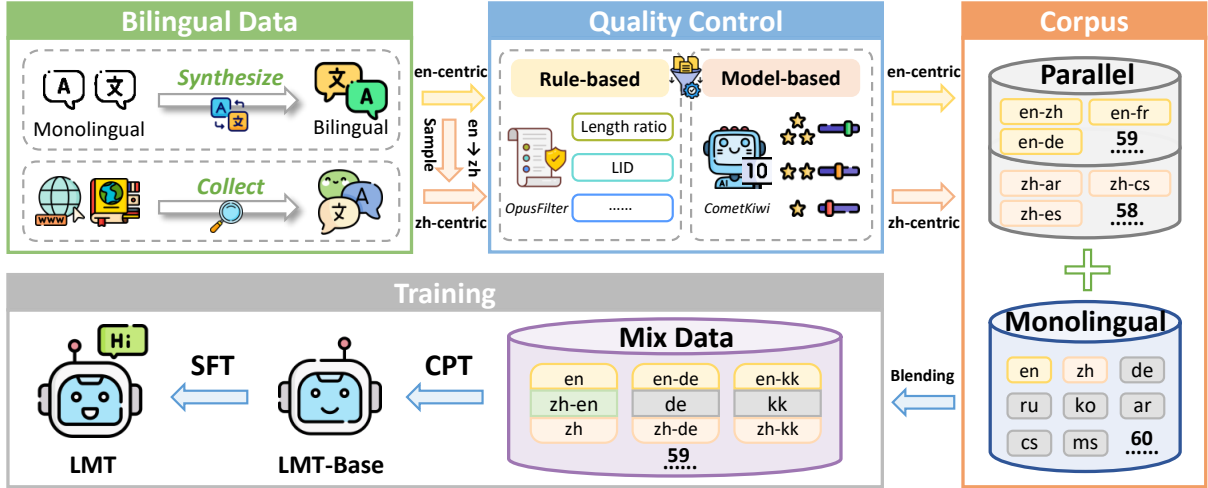 Bilingual Data
A
文
Synthesize
文
A
Monolingual
A
文
Bilingual
WWW
Collect
A
文
en-centric
Sample
en → zh
zh-centric
Quality Control
Rule-based
Model-based
Length ratio
LID
......
OpusFilter
AI
10
CometKiwi
en-centric
zh-centric
Corpus
Parallel
en-zh
en-fr
en-de
59
......
zh-ar
zh-cs
zh-es
58
......
Monolingual
en
zh
de
ru
ko
ar
cs
ms
60
......
Blending
Training
Mix Data
en
en-de
en-kk
zh-en
de
kk
zh
zh-de
zh-kk
59
......
CPT
LMT-Base
SFT
Hi
LMT